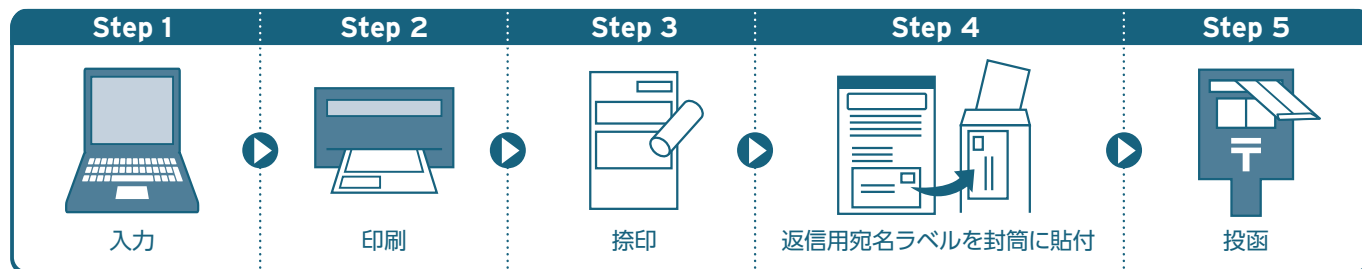 Step 1
Step 2
Step 3
Step 4
Step 5
入力
印刷
捺印
返信用宛名ラベルを封筒に貼付
投函